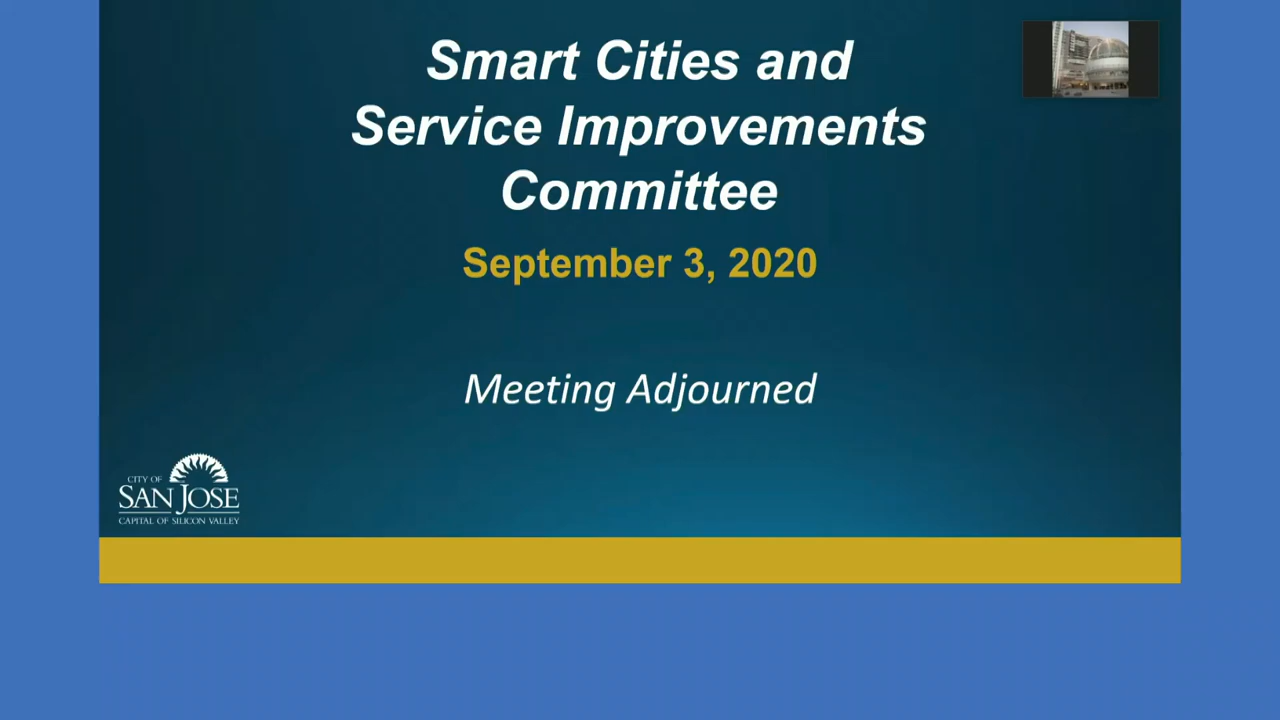 Smart Cities and
Service Improvements
Committee
September 3, 2020
Meeting Adjourned
CITY OF
SAN JOSE
CAPITAL OF SILICON VALLEY